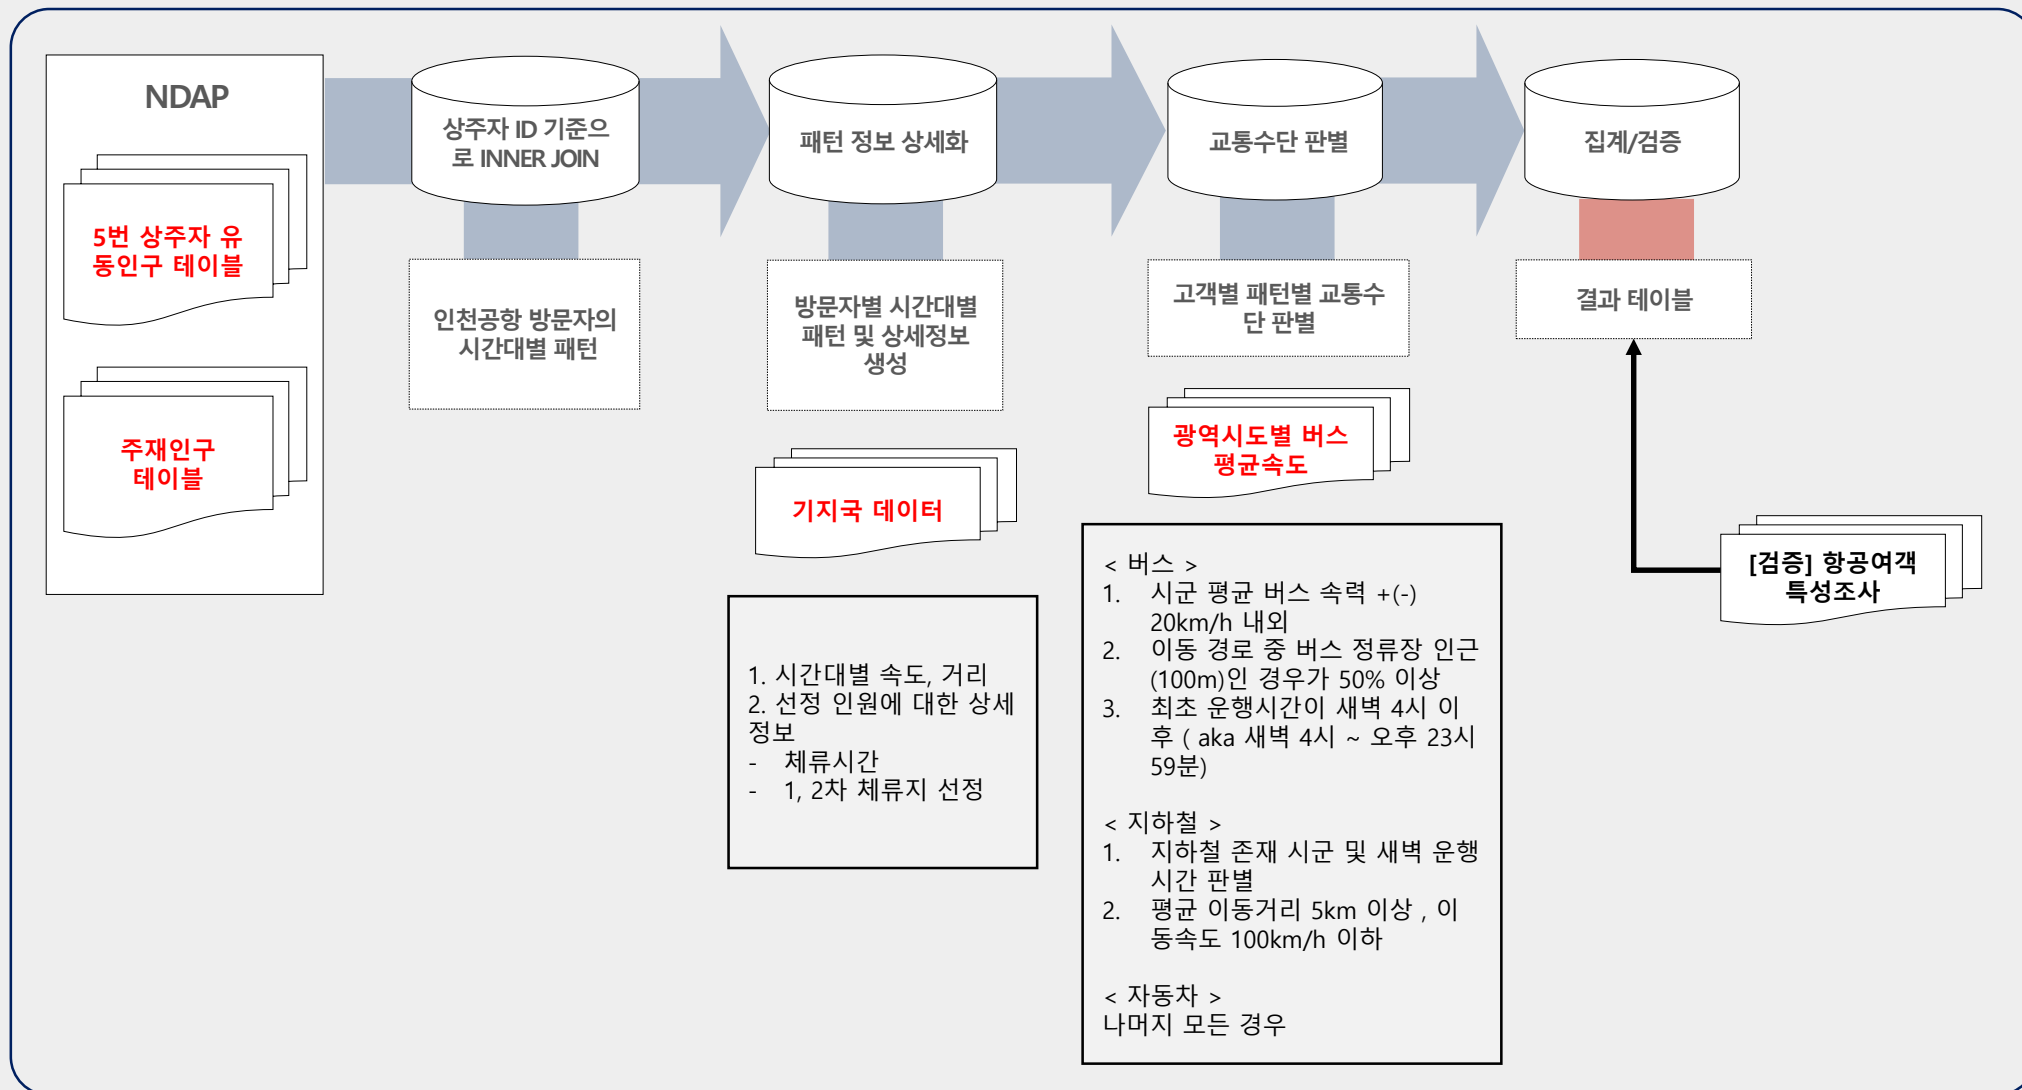 NDAP
5번 상주자 유
동인구 테이블
주재인구
테이블
상주자 ID 기준으
로 INNER JOIN
인천공항 방문자의
시간대별 패턴
패턴 정보 상세화
방문자별 시간대별
패턴 및 상세정보
생성
기지국 데이터
1. 시간대별 속도, 거리
2. 선정 인원에 대한 상세
정보
- 체류시간
- 1, 2차 체류지 선정
교통수단 판별
고객별 패턴별 교통수
단 판별
광역시도별 버스
평균속도
< 버스 >
1. 시군 평균 버스 속력 +(-)
20km/h 내외
2. 이동 경로 중 버스 정류장 인근
(100m)인 경우가 50% 이상
3. 최초 운행시간이 새벽 4시 이
후 ( aka 새벽 4시 ~ 오후 23시
59분)
< 지하철 >
1. 지하철 존재 시군 및 새벽 운행
시간 판별
2. 평균 이동거리 5km 이상 , 이
동속도 100km/h 이하
< 자동차 >
나머지 모든 경우
집계/검증
결과 테이블
[검증] 항공여객
특성조사